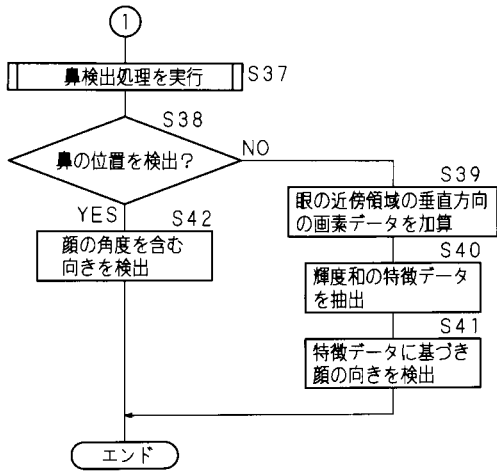 1
鼻検出処理を実行
S37
S38
鼻の位置を検出?
NO
YES
S39
眼の近傍領域の垂直方向
の画素データを加算
S42
顔の角度を含む
向きを検出
S40
輝度和の特徴データ
を抽出
S41
特徴データに基づき
顔の向きを検出
エンド